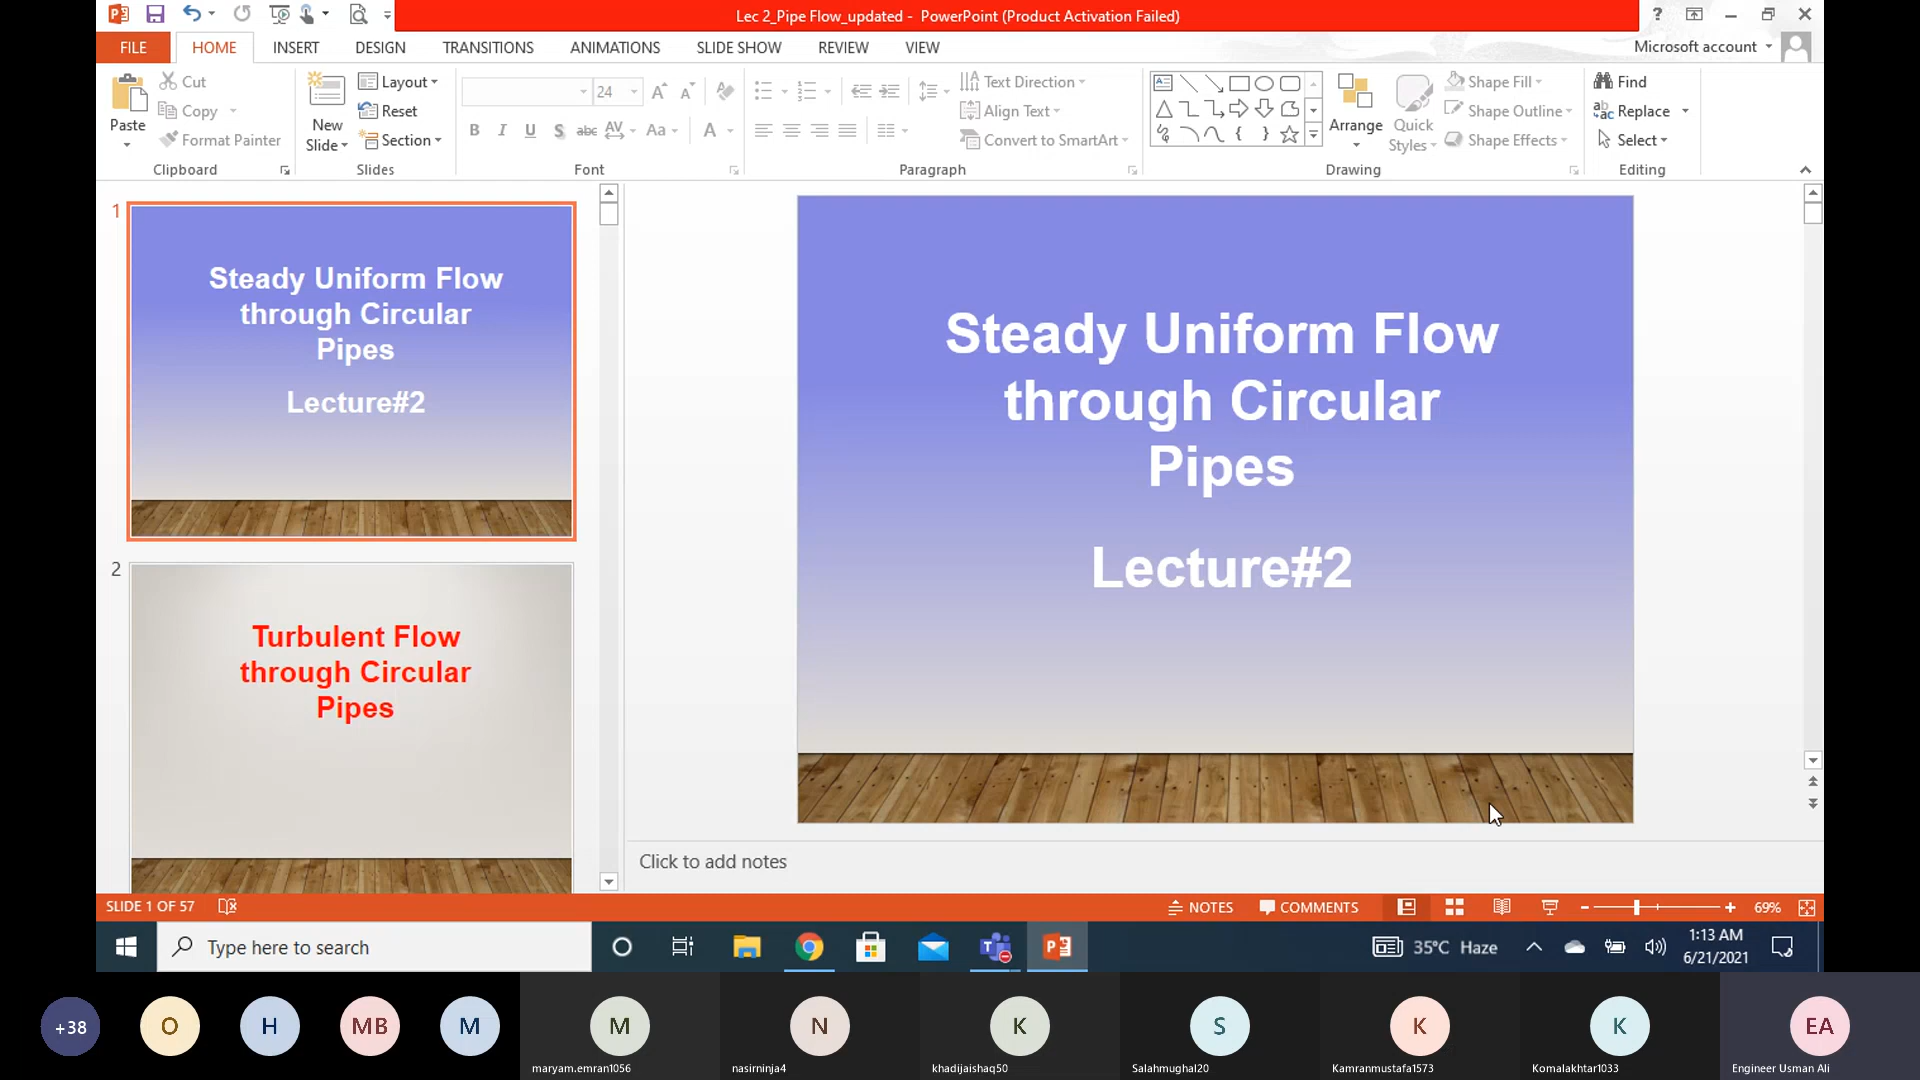 Lec 2_Pipe Flow_updated - PowerPoint (Product Activation Failed)
FILE HOME INSERT DESIGN TRANSITIONS ANIMATIONS SLIDE SHOW REVIEW VIEW Microsoft account
Paste
Cut
Copy
Format Painter
Clipboard
New
Slide
Layout
Reset
Section
Slides
24
B I U S abc AV Aa A
Font
Text Direction
Align Text
Convert to SmartArt
Paragraph
Arrange
Quick
Styles
Shape Fill
Shape Outline
Shape Effects
Drawing
Find
Replace
Select
Editing
1
Steady Uniform Flow
through Circular
Pipes
Lecture#2
2
Turbulent Flow
through Circular
Pipes
Steady Uniform Flow
through Circular
Pipes
Lecture#2
Click to add notes
SLIDE 1 OF 57 NOTES COMMENTS 69%
Type here to search
35°C Haze
1:13 AM
6/21/2021
+38 O H MB M M N K S K K EA
maryam.emran1056 nasirninja4 khadijaishaq50 Salahmughal20 Kamranmustafa1573 Komalakhtar1033 Engineer Usman Ali